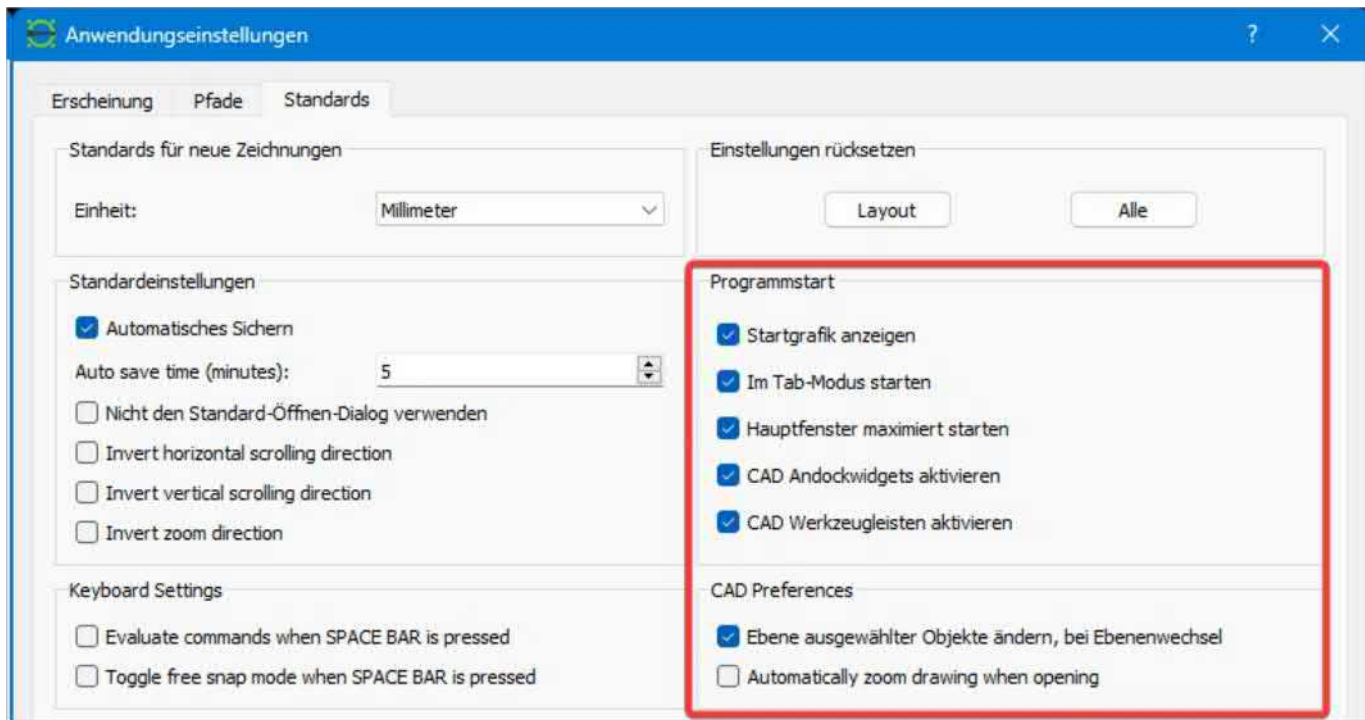 Anwendungseinstellungen
Erscheinung Pfade Standards
Standards für neue Zeichnungen
Einheit: Millimeter
Einstellungen rücksetzen
Layout Alle
Standardeinstellungen
Automatisches Sichern
Auto save time (minutes): 5
Nicht den Standard-Öffnen-Dialog verwenden
Invert horizontal scrolling direction
Invert vertical scrolling direction
Invert zoom direction
Programmstart
Startgrafik anzeigen
Im Tab-Modus starten
Hauptfenster maximiert starten
CAD Andockwidgets aktivieren
CAD Werkzeugleisten aktivieren
Keyboard Settings
Evaluate commands when SPACE BAR is pressed
Toggle free snap mode when SPACE BAR is pressed
CAD Preferences
Ebene ausgewählter Objekte ändern, bei Ebenenwechsel
Automatically zoom drawing when opening